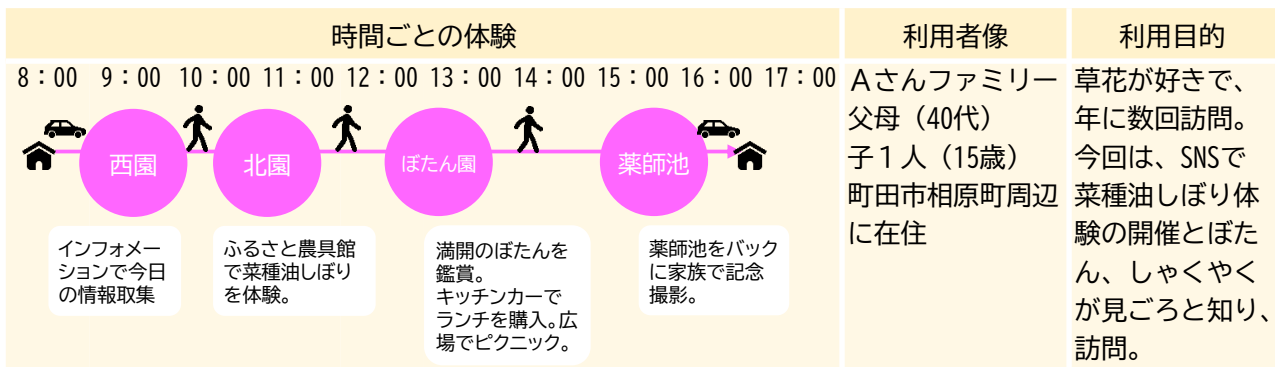 時間ごとの体験
利用者像
利用目的
8：00 9：00 10：00 11：00 12：00 13：00 14：00 15：00 16：00 17：00
西園
北園
ぼたん園
薬師池
インフォメー
ションで今日
の情報取集
ふるさと農具館
で菜種油しぼり
を体験。
満開のぼたんを
鑑賞。
キッチンカーで
ランチを購入。広
場でピクニック。
薬師池をバック
に家族で記念
撮影。
Ａさんファミリー
父母（40代）
子１人（15歳）
町田市相原町周辺
に在住
草花が好きで、
年に数回訪問。
今回は、SNSで
菜種油しぼり体
験の開催とぼた
ん、しゃくやく
が見ごろと知り、
訪問。